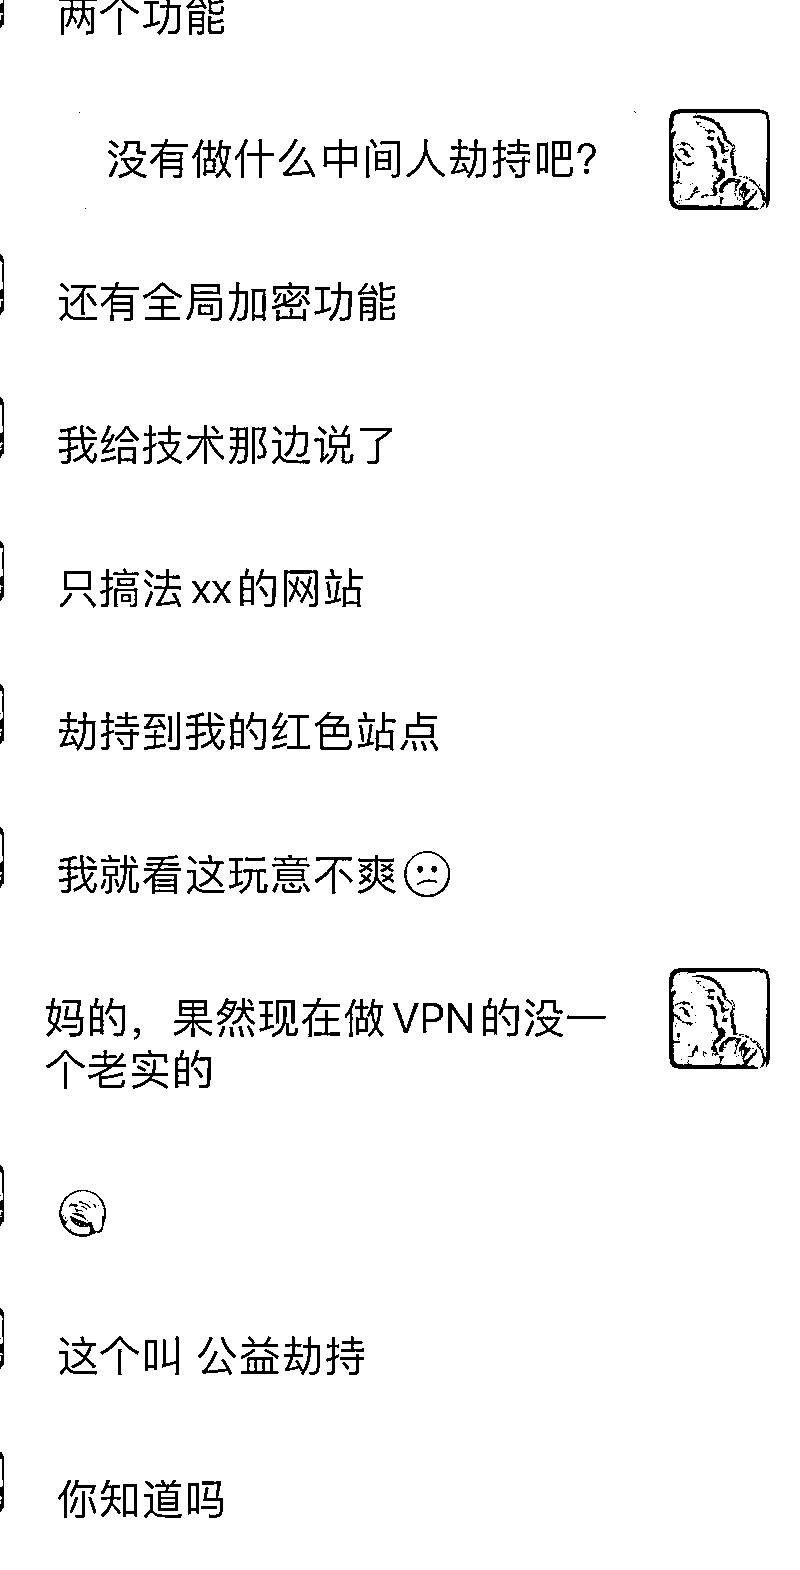 两个功能
没有做什么中间人劫持吧?
还有全局加密功能
我给技术那边说了
只搞法xx的网站
劫持到我的红色站点
我就看这玩意不爽
妈的，果然现在做VPN的没一
个老实的
这个叫 公益劫持
你知道吗